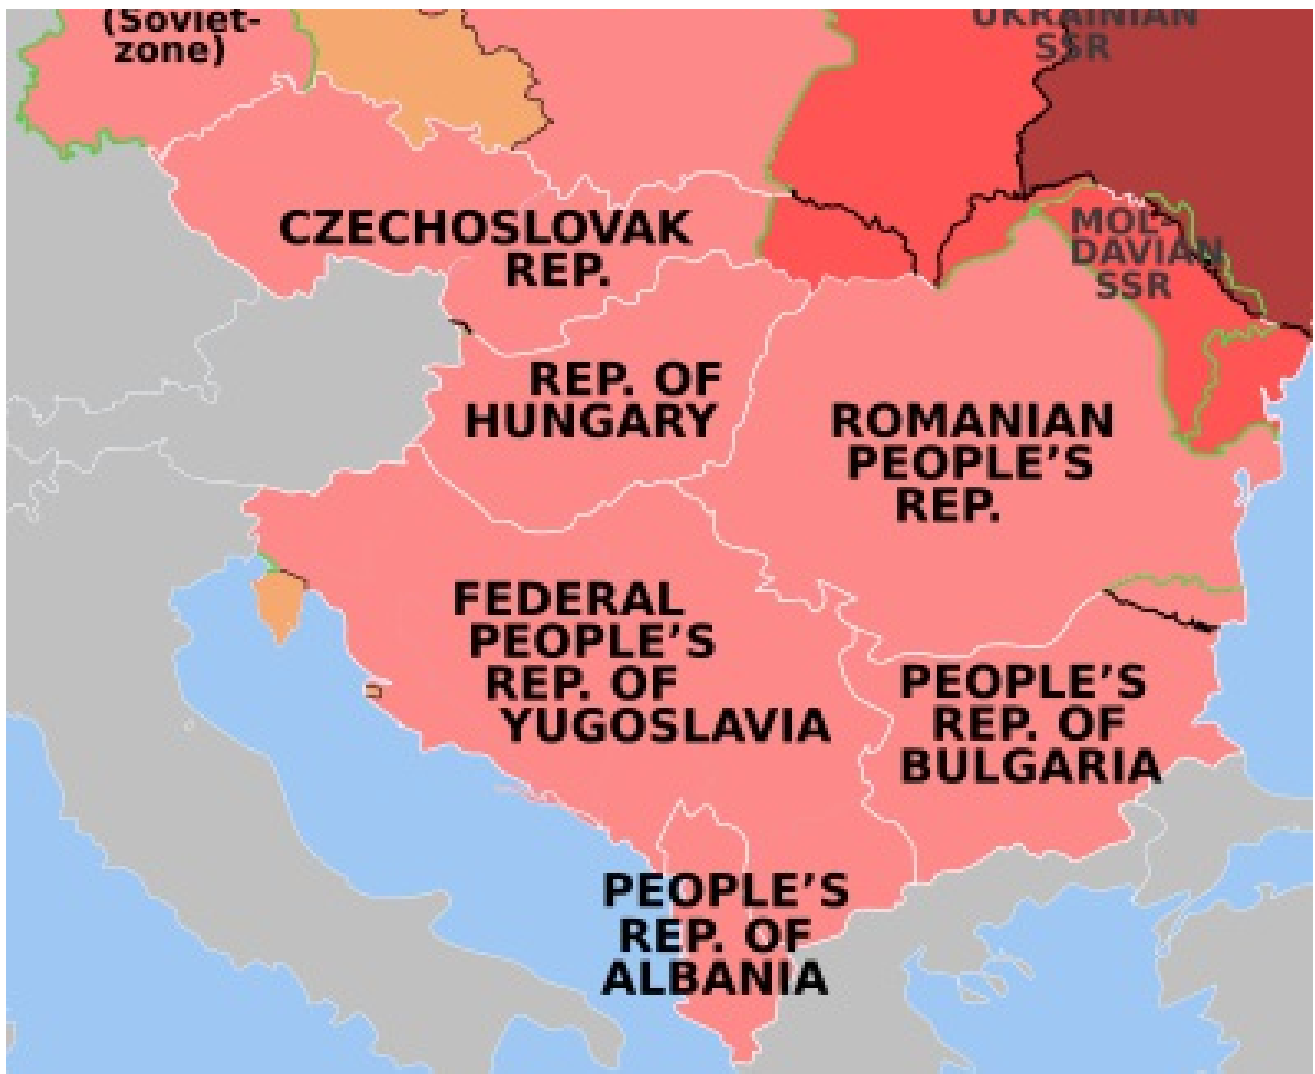 (Soviet-
zone)
UKRAINIAN
SSR
MOL-
DAVIAN
SSR
CZECHOSLOVAK
REP.
REP. OF
HUNGARY
ROMANIAN
PEOPLE’S
REP.
FEDERAL
PEOPLE’S
REP. OF
YUGOSLAVIA
PEOPLE’S
REP. OF
BULGARIA
PEOPLE’S
REP. OF
ALBANIA